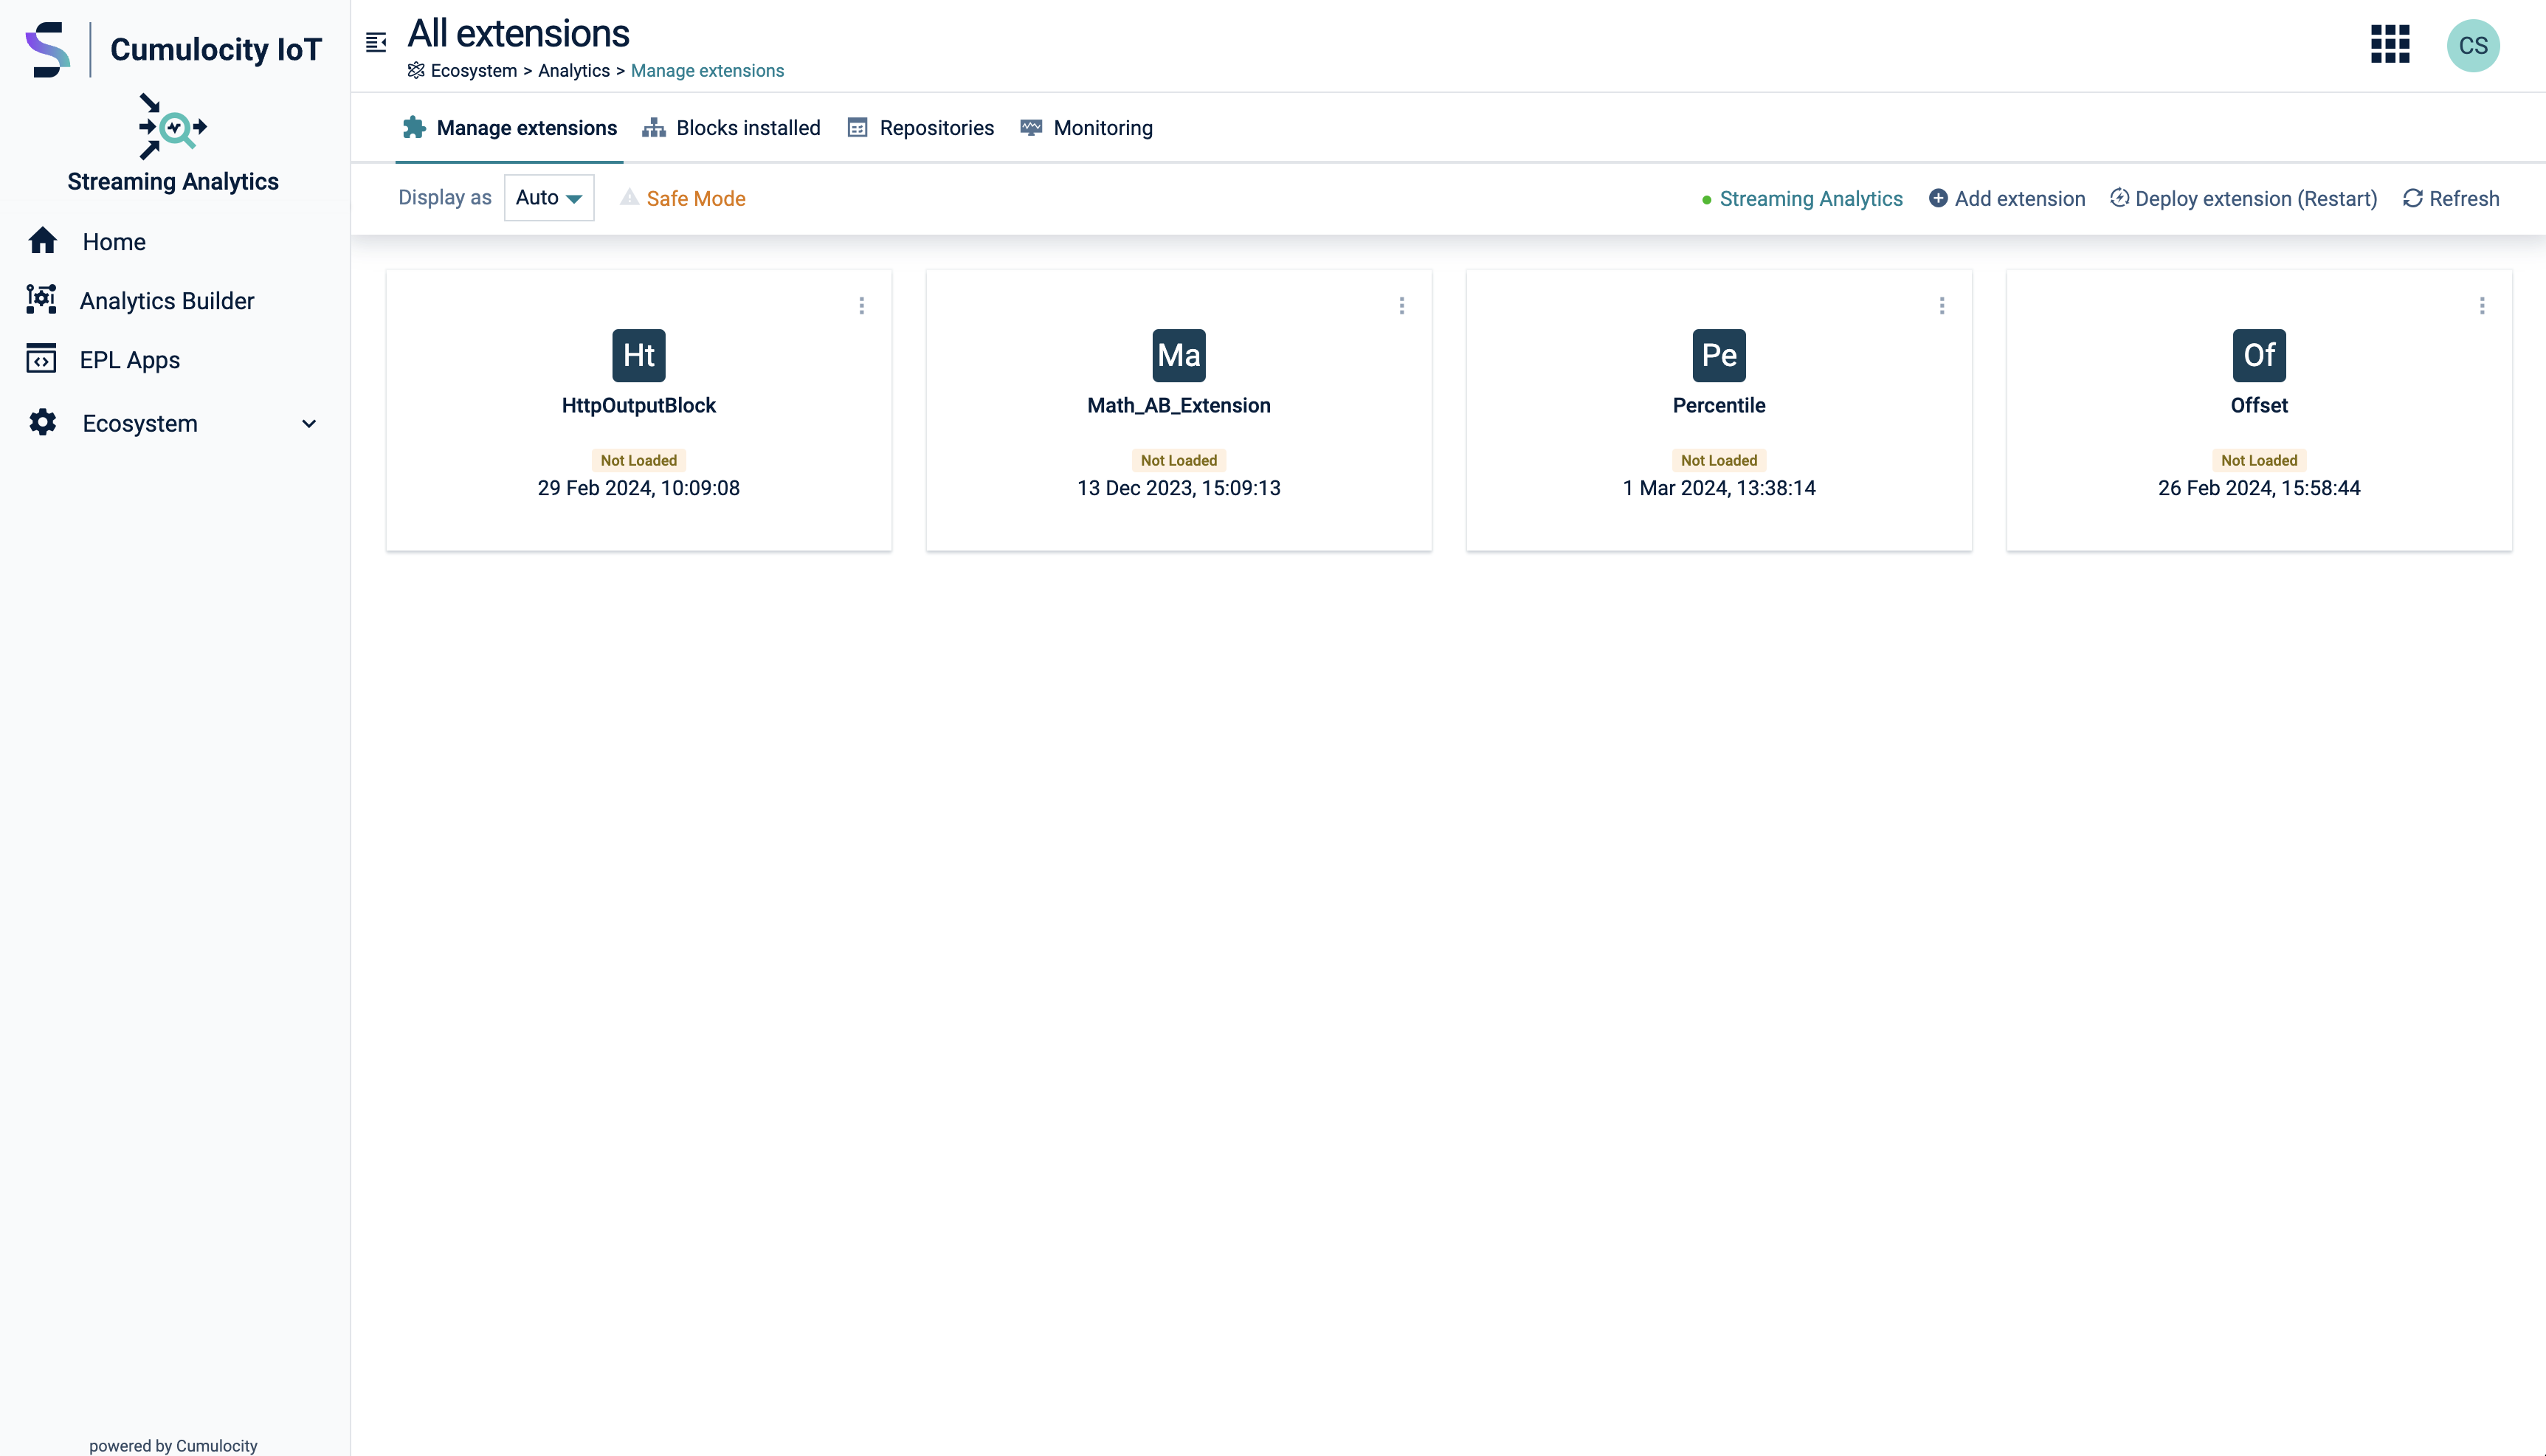 Cumulocity IoT
Streaming Analytics
Home
Analytics Builder
EPL Apps
Ecosystem
powered by Cumulocity
All extensions
Ecosystem > Analytics > Manage extensions
CS
Manage extensions Blocks installed Repositories Monitoring
Display as Auto Safe Mode Streaming Analytics Add extension Deploy extension (Restart) Refresh
Ht
HttpOutputBlock
Not Loaded
29 Feb 2024, 10:09:08
Ma
Math_AB_Extension
Not Loaded
13 Dec 2023, 15:09:13
Pe
Percentile
Not Loaded
1 Mar 2024, 13:38:14
Of
Offset
Not Loaded
26 Feb 2024, 15:58:44